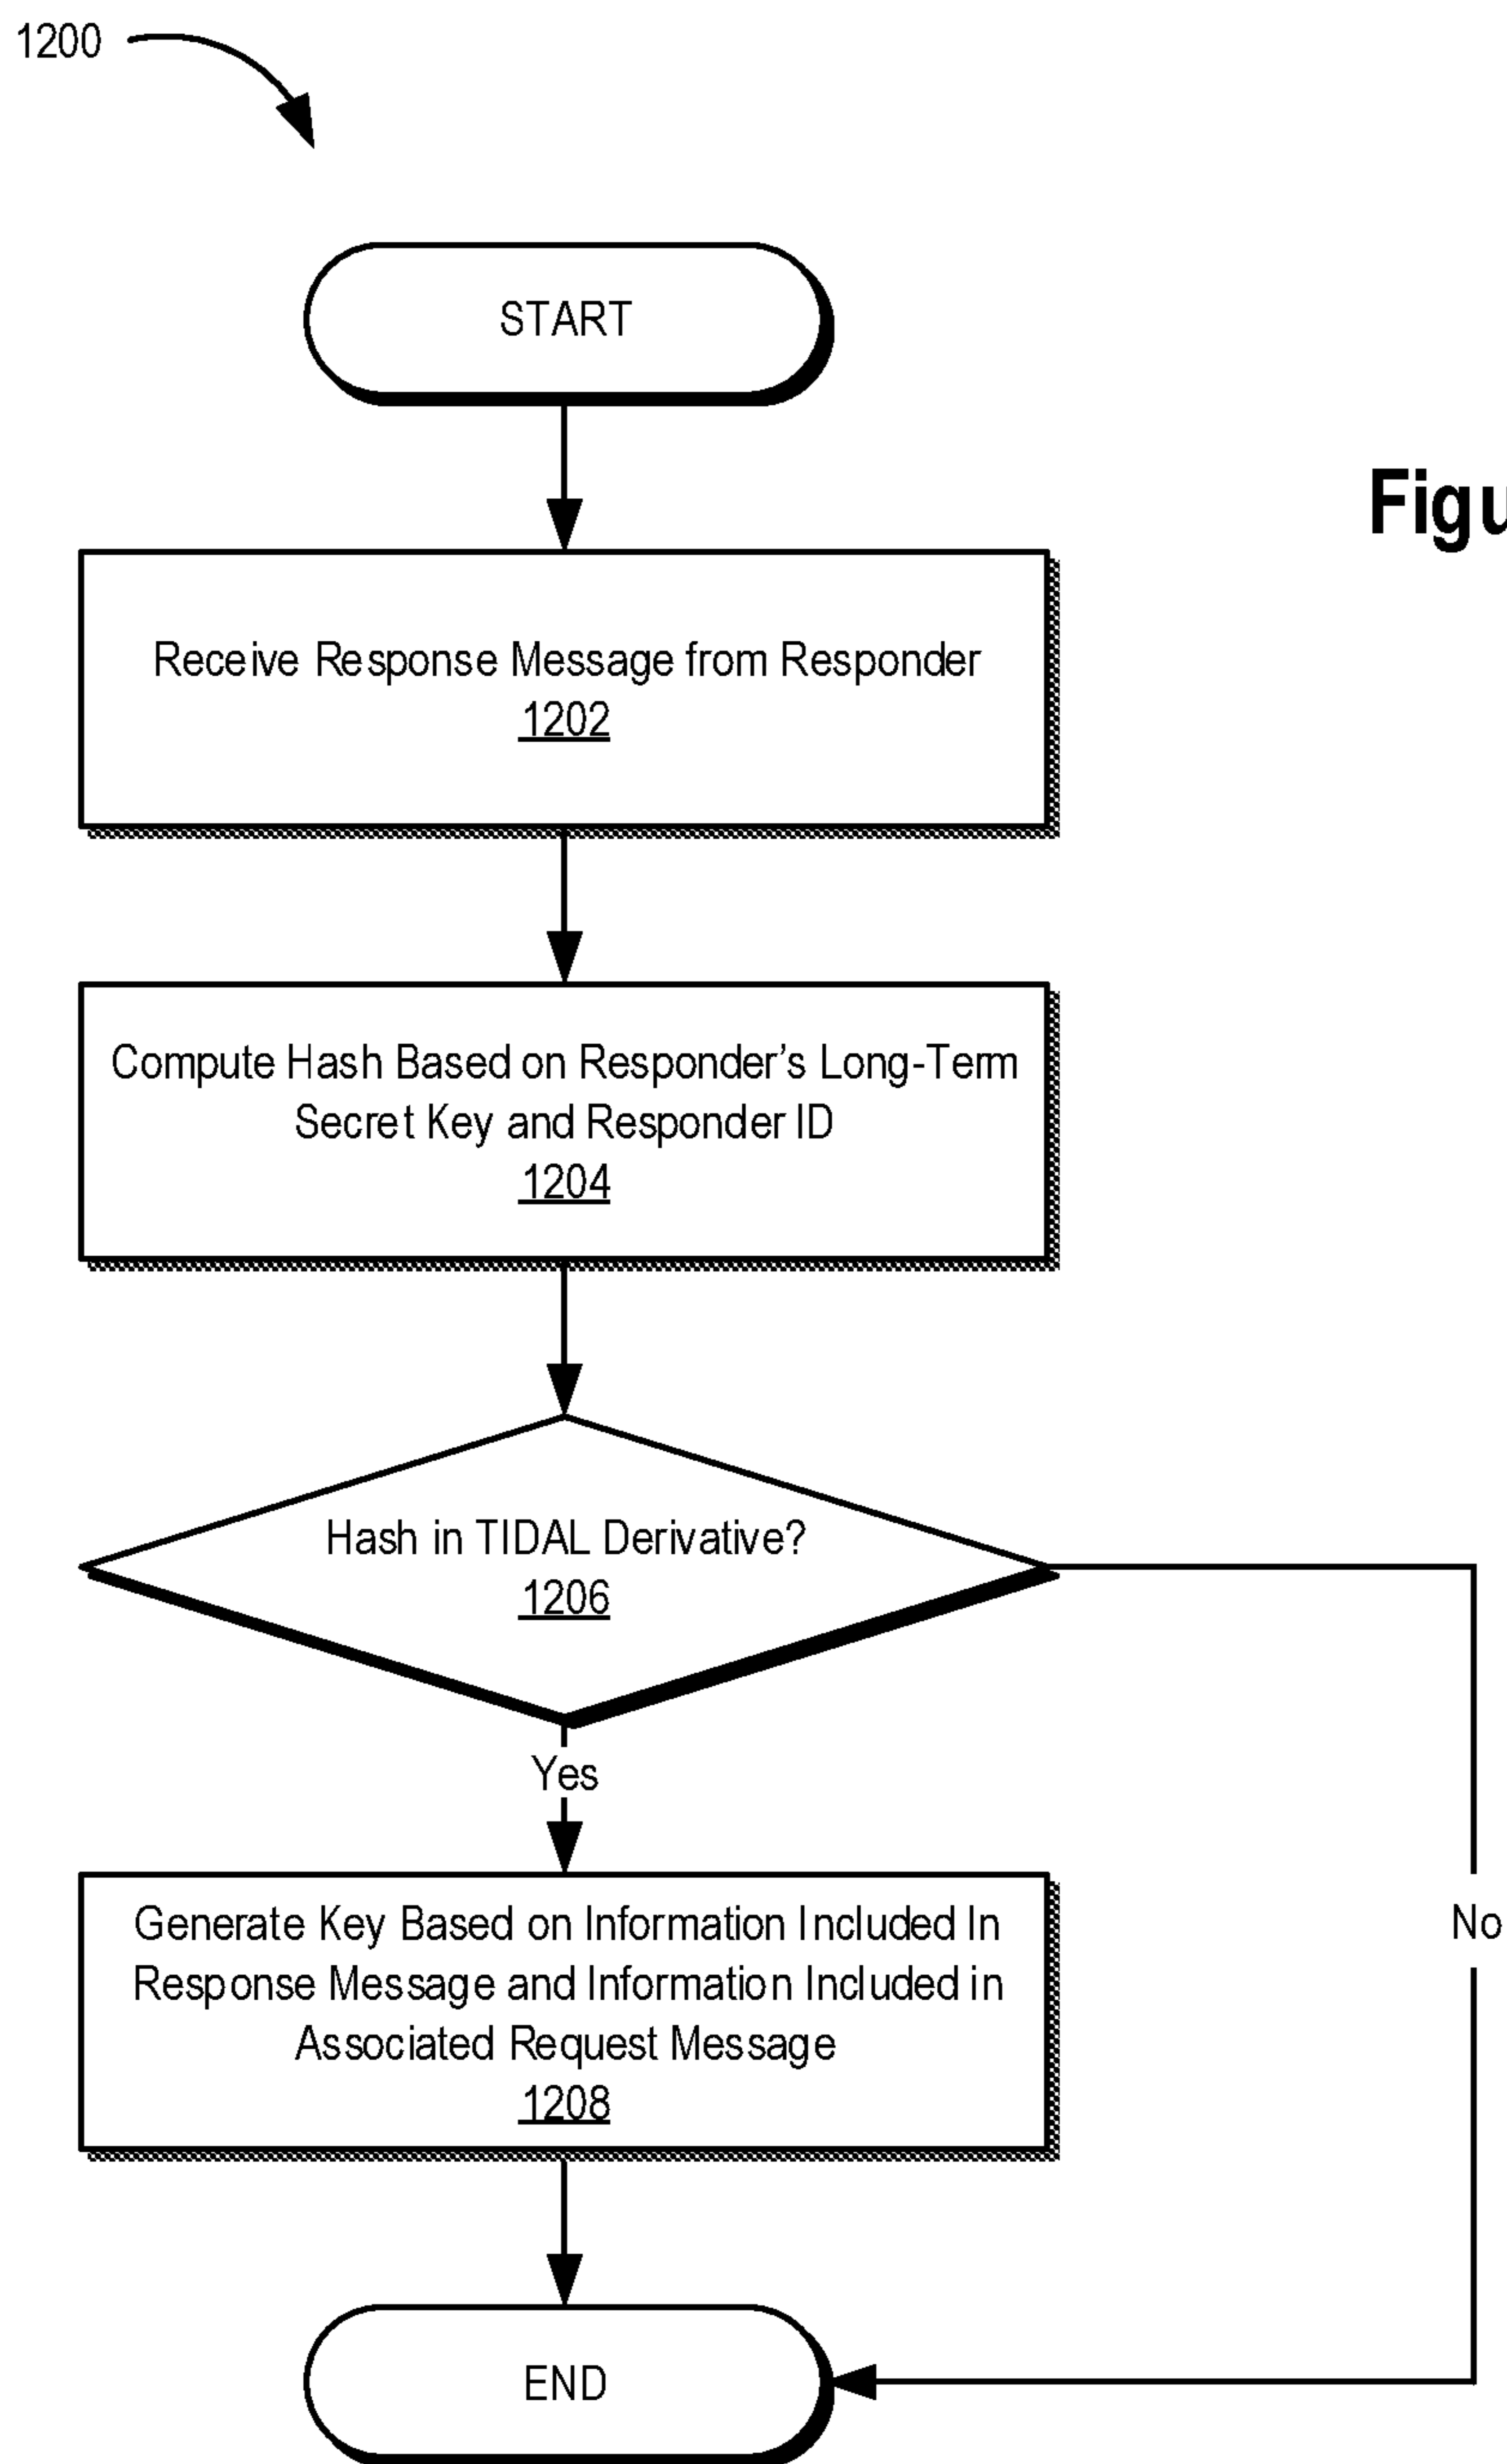 1200
START
Figu
Receive Response Message from Responder
1202
Compute Hash Based on Responder's Long-Term
Secret Key and Responder ID
1204
Hash in TIDAL Derivative?
1206
Yes
Generate Key Based on Information Included In
No
Response Message and Information Included in
Associated Request Message
1208
END